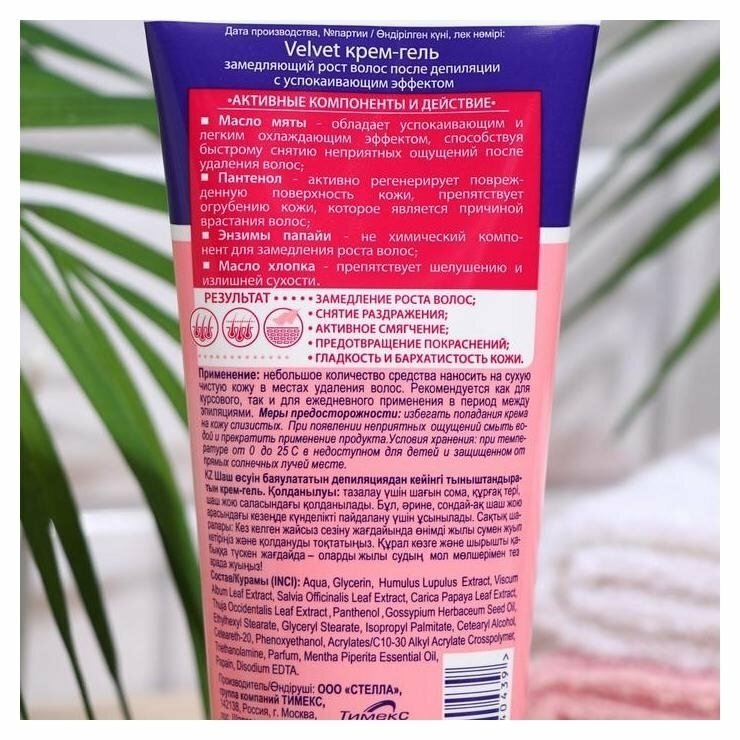 Дата производства, №партии / Өндірілген күні, лек нөмірі:
Velvet крем-гель
замедляющий рост волос после депиляции
с успокаивающим эффектом
•АКТИВНЫЕ КОМПОНЕНТЫ И ДЕЙСТВИЕ•
■ Масло мяты - обладает успокаивающим и
легким охлаждающим эффектом, способствуя
быстрому снятию неприятных ощущений после
удаления волос;
■ Пантенол - активно регенерирует повреж-
денную поверхность кожи, препятствует
огрубению кожи, которое является причиной
врастания волос;
■ Энзимы папайи - не химический компо-
нент для замедления роста волос;
■ Масло хлопка - препятствует шелушению и
излишней сухости.
РЕЗУЛЬТАТ • • • • • ЗАМЕДЛЕНИЕ РОСТА ВОЛОС;
• СНЯТИЕ РАЗДРАЖЕНИЯ;
• АКТИВНОЕ СМЯГЧЕНИЕ;
• ПРЕДОТВРАЩЕНИЕ ПОКРАСНЕНИЙ;
• ГЛАДКОСТЬ И БАРХАТИСТОСТЬ КОЖИ.
Применение: небольшое количество средства наносить на сухую
чистую кожу в местах удаления волос. Рекомендуется как для
курсового, так и для ежедневного применения в период между
эпиляциями. Меры предосторожности: избегать попадания крема
на кожу слизистых. При появлении неприятных ощущений смыть во-
дой и прекратить применение продукта.Условия хранения: при темпе-
ратуре от 0 до 25 С в недоступном для детей и защищенном от
прямых солнечных лучей месте.
KZ Шаш өсуін баяулататын депиляциядан кейінгі тыныштандыра-
тын крем-гель. Қолданылуы: тазалау үшін шағын сома, құрғақ тері,
шаш жою саласындағы қолданылады. Бұл, әрине, сондай-ақ шаш жою
арасындағы кезеңде күнделікті пайдалану үшін ұсынылады. Сақтық ша-
ралары: Кез келген жайсыз сезіну жағдайында өнімді жылы сумен жуып
кетіріңіз және қолдануды тоқтатыңыз. Құрал көзге және шырышты қа-
быққа түскен жағдайда – оларды жылы судың мол мөлшерімен тез
арада жуыңыз!
Состав/Курамы (INCI): Aqua, Glycerin, Humulus Lupulus Extract, Viscum
Album Leaf Extract, Salvia Officinalis Leaf Extract, Carica Papaya Leaf Extract,
Thuja Occidentalis Leaf Extract, Panthenol, Gossypium Herbaceum Seed Oil,
Ethylhexyl Stearate, Glyceryl Stearate, Isopropyl Palmitate, Cetearyl Alcohol,
Ceteareth-20, Phenoxyethanol, Acrylates/C10-30 Alkyl Acrylate Crosspolymer,
Triethanolamine, Parfum, Mentha Piperita Essential Oil,
Papain, Disodium EDTA.
Производитель/Өндіруші: ООО «СТЕЛЛА»,
группа компаний ТИМЕКС,
142138, Россия, г. Москва,
Тимекс